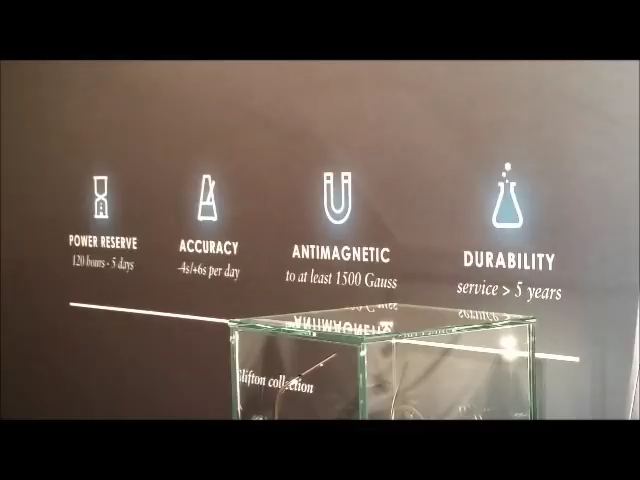 POWER RESERVE
120 hours - 5 days
ACCURACY
-4s/+6s per day
ANTIMAGNETIC
to at least 1500 Gauss
DURABILITY
service > 5 years
Clifton collection